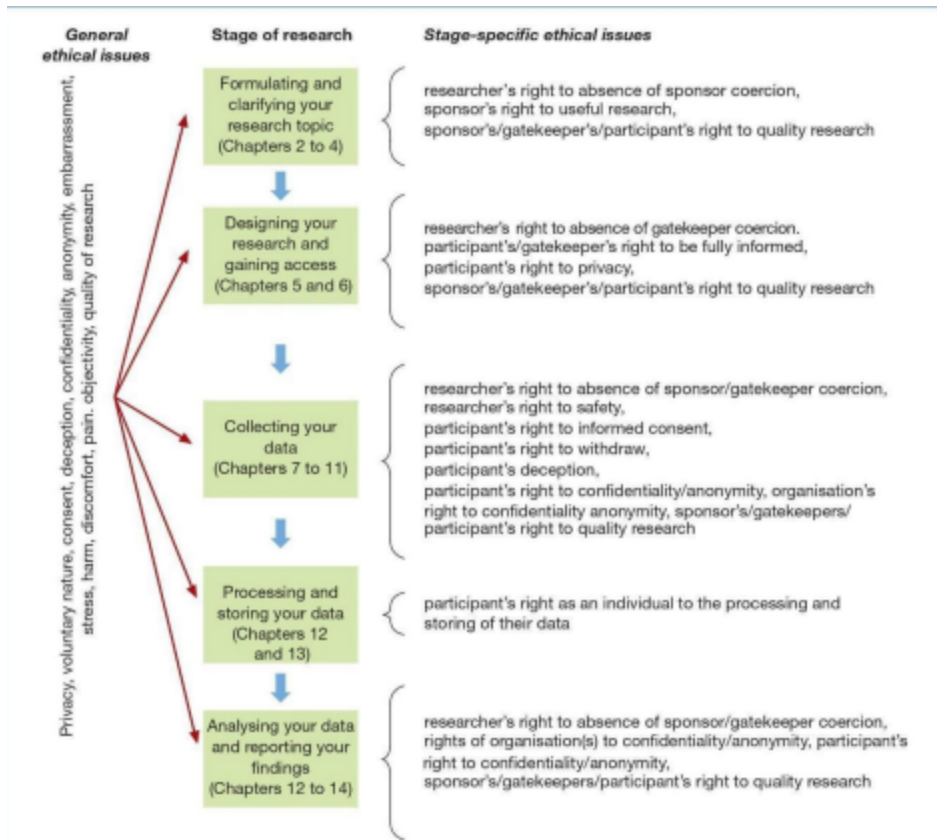 General
ethical issues
Stage of research
Stage-specific ethical issues
Privacy, voluntary nature, consent, deception, confidentiality, anonymity, embarrassment,
stress, harm, discomfort, pain. objectivity, quality of research
Formulating and
clarifying your
research topic
(Chapters 2 to 4)
researcher's right to absence of sponsor coercion,
sponsor's right to useful research,
sponsor's/gatekeeper's/participant's right to quality research
Designing your
research and
gaining access
(Chapters 5 and 6)
researcher's right to absence of gatekeeper coercion.
participant's/gatekeeper's right to be fully informed,
participant's right to privacy,
sponsor's/gatekeeper's/participant's right to quality research
Collecting your
data
(Chapters 7 to 11)
researcher's right to absence of sponsor/gatekeeper coercion,
researcher's right to safety,
participant's right to informed consent,
participant's right to withdraw,
participant's deception,
participant's right to confidentiality/anonymity, organisation's
right to confidentiality anonymity, sponsor's/gatekeepers/
participant's right to quality research
Processing and
storing your data
(Chapters 12
and 13)
participant's right as an individual to the processing and
storing of their data
Analysing your data
and reporting your
findings
(Chapters 12 to 14)
researcher's right to absence of sponsor/gatekeeper coercion,
rights of organisation(s) to confidentiality/anonymity, participant's
right to confidentiality/anonymity,
sponsor's/gatekeepers/participant's right to quality research